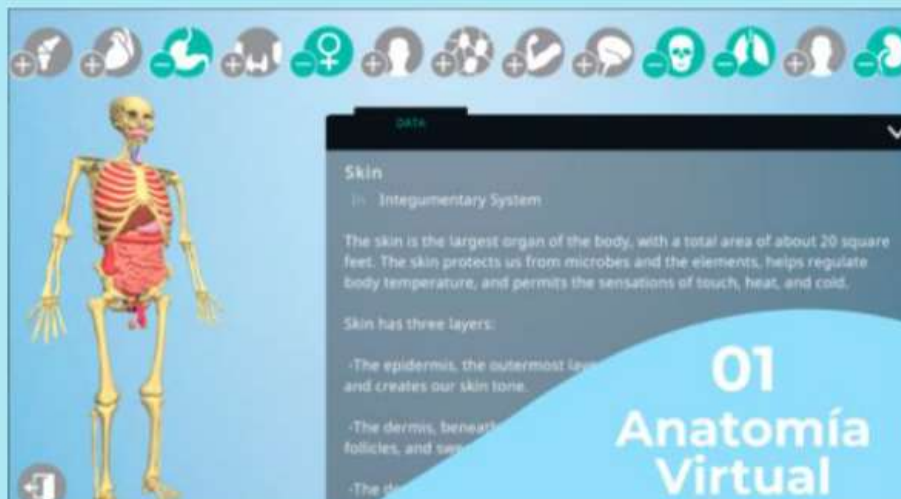 DATA
Skin
In Integumentary System
The skin is the largest organ of the body, with a total area of about 20 square
feet. The skin protects us from microbes and the elements, helps regulate
body temperature, and permits the sensations of touch, heat, and cold.
Skin has three layers:
-The epidermis, the outermost
and creates our skin tone.
-The dermis, beneath
follicles, and
-The
01
Anatomía
Virtual